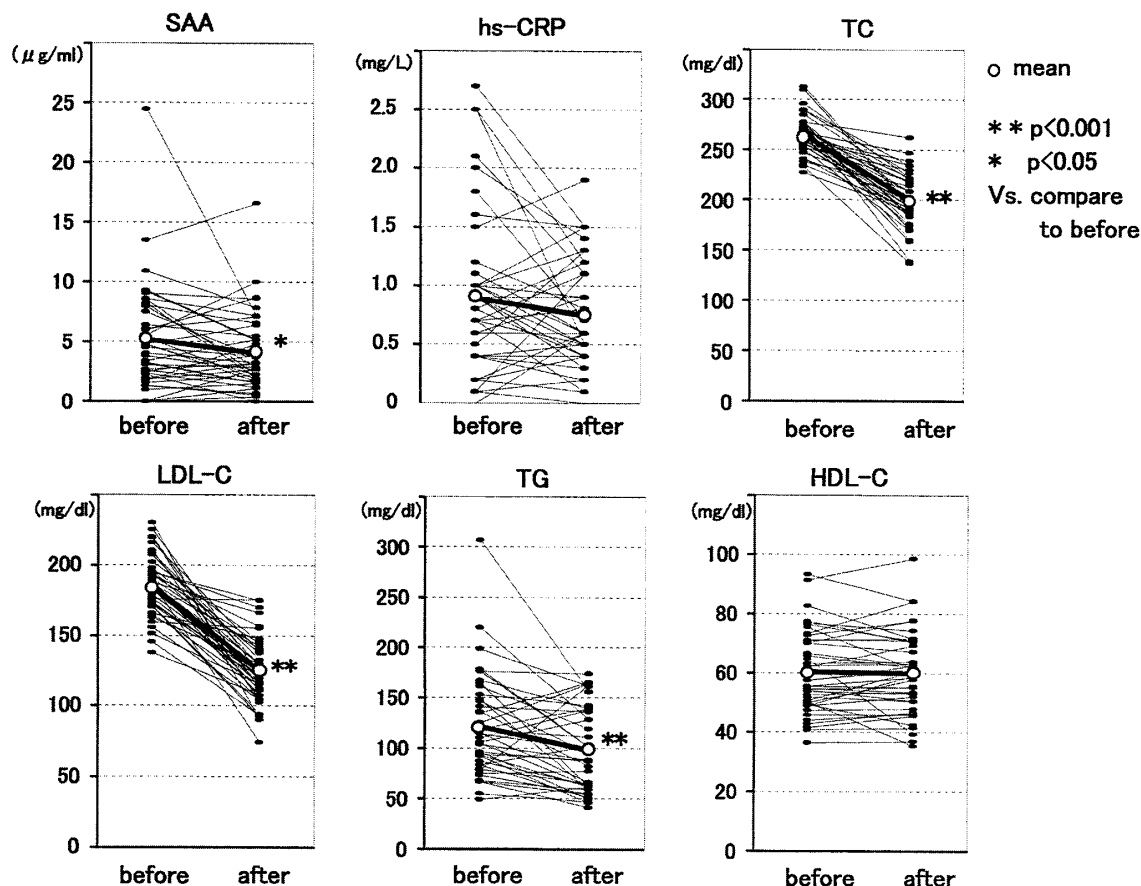 SAA
(μg/ml)
25
20
15
10
5
0
before after
*
hs-CRP
(mg/L)
2.5
2.0
1.5
1.0
0.5
0
before after
TC
(mg/dl)
300
250
200
150
100
50
0
before after
**
mean
** p<0.001
* p<0.05
Vs. compare
to before
LDL-C
(mg/dl)
200
150
100
50
0
before after
**
TG
(mg/dl)
300
250
200
150
100
50
0
before after
**
HDL-C
(mg/dl)
100
80
60
40
20
0
before after